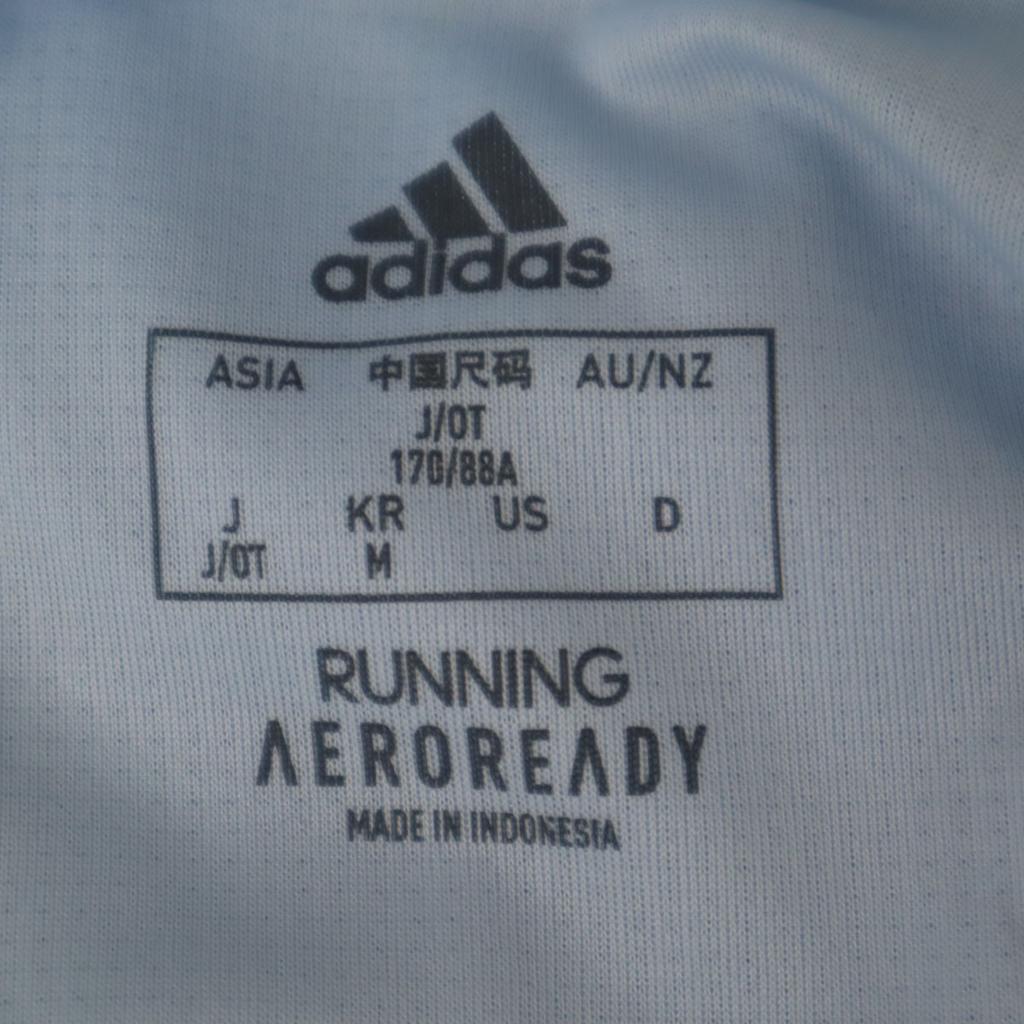 adidas
ASIA 中国尺码 AU/NZ
J/OT
170/88A
J KR US D
J/OT M
RUNNING
AEROREADY
MADE IN INDONESIA